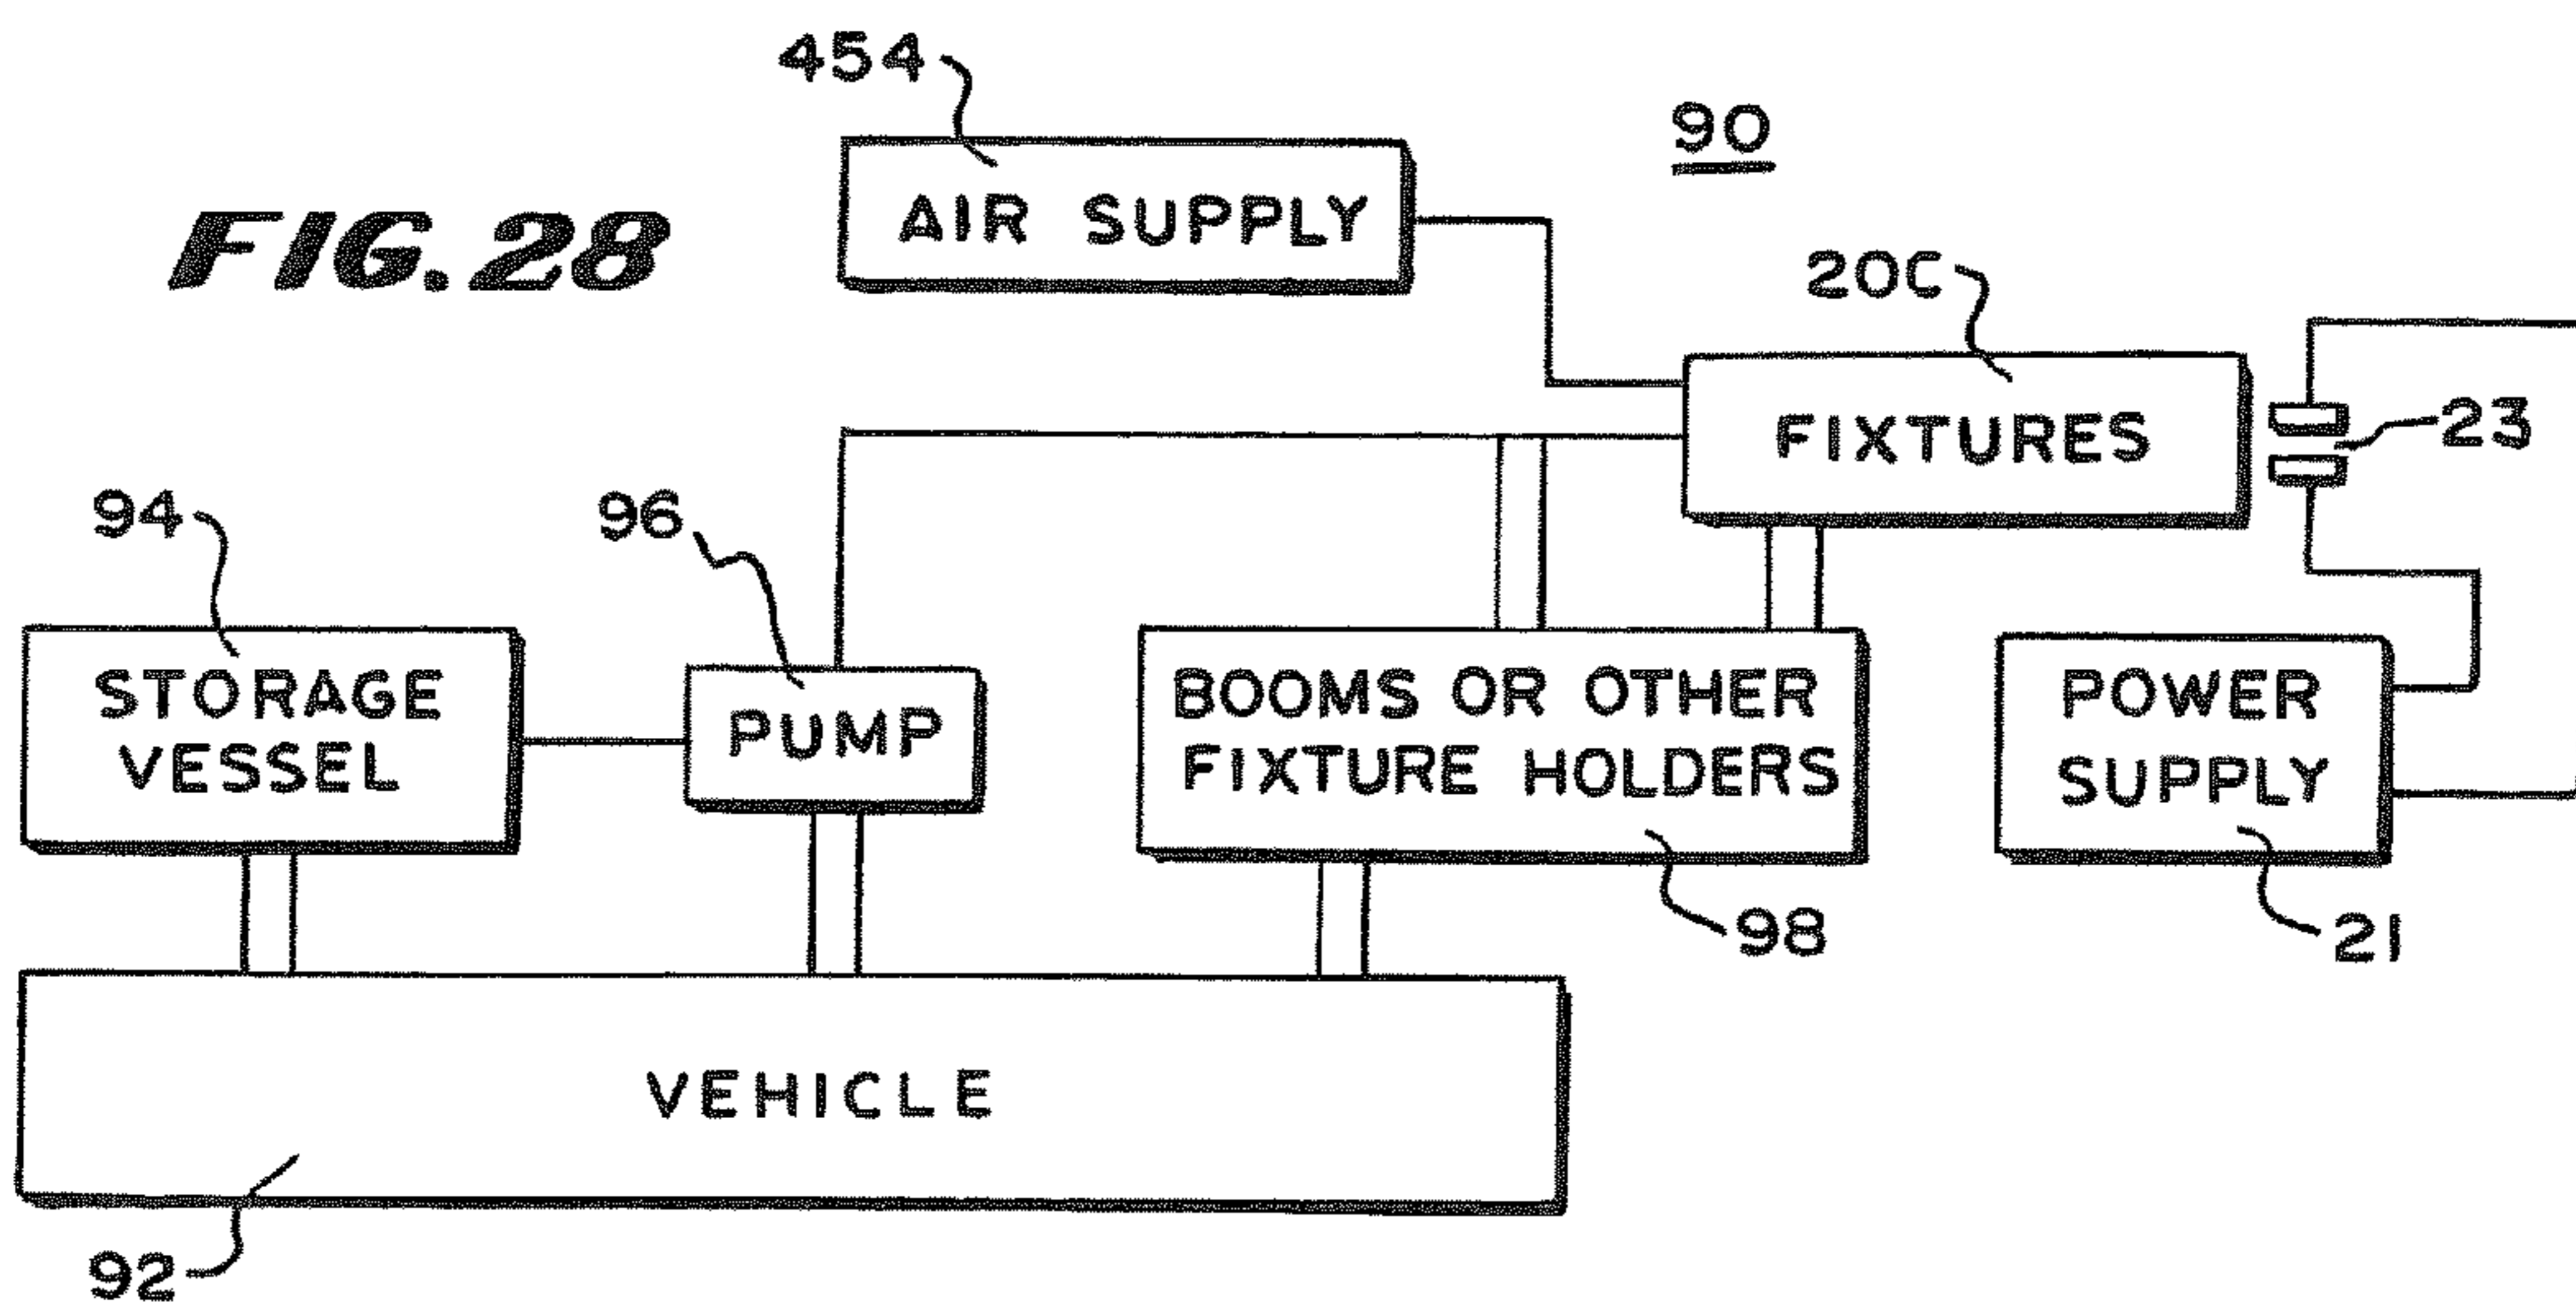 454
90
AIR SUPPLY
FIG. 28
20C
FIXTURES
23
94
96
STORAGE
VESSEL
PUMP
BOOMS OR OTHER
FIXTURE HOLDERS
POWER
SUPPLY
98
21
VEHICLE
92